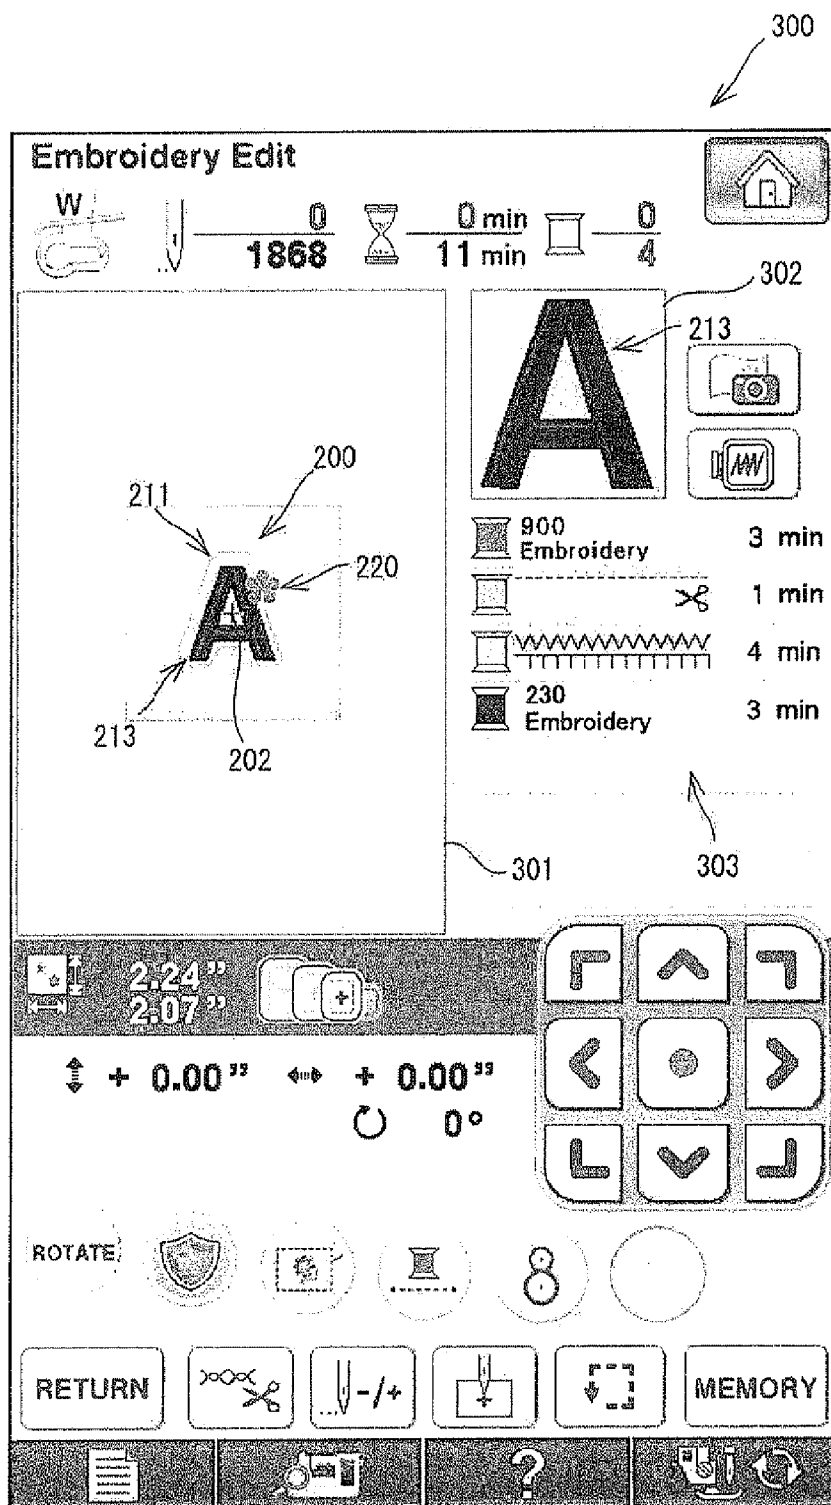 300
Embroidery Edit
W
0
1868
0 min
11 min
0
4
302
213
200
211
220
213
202
900
Embroidery
3 min
1 min
4 min
230
Embroidery
3 min
301
303
2.24”
2.07”
+ 0.00” + 0.00”
0°
ROTATE
RETURN
-/+
MEMORY
?